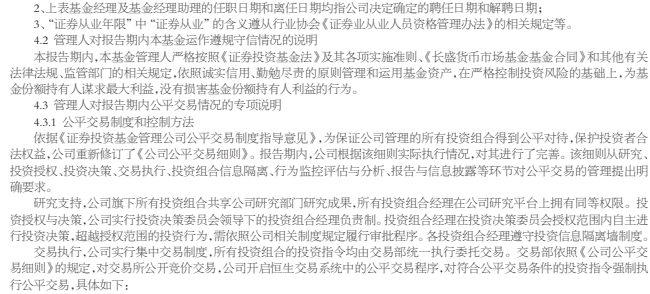 2、上表基金经理及基金经理助理的任职日期和离任日期均指公司决定确定的聘任日期和解聘日期；
3、“证券从业年限”中“证券从业”的含义遵从行业协会《证券业从业人员资格管理办法》的相关规定等。
4.2 管理人对报告期内本基金运作遵规守信情况的说明
本报告期内，本基金管理人严格按照《证券投资基金法》及其各项实施准则、《长盛货币市场基金基金合同》和其他有关
法律法规、监管部门的相关规定，依照诚实信用、勤勉尽责的原则管理和运用基金资产，在严格控制投资风险的基础上，为基
金份额持有人谋求最大利益，没有损害基金份额持有人利益的行为。
4.3 管理人对报告期内公平交易情况的专项说明
4.3.1 公平交易制度和控制方法
依据《证券投资基金管理公司公平交易制度指导意见》，为保证公司管理的所有投资组合得到公平对待，保护投资者合
法权益，公司重新修订了《公司公平交易细则》。报告期内，公司根据该细则实际执行情况，对其进行了完善。该细则从研究、
投资授权、投资决策、交易执行、投资组合信息隔离、行为监控评估与分析、报告与信息披露等环节对公平交易的管理提出明
确要求。
研究支持，公司旗下所有投资组合共享公司研究部门研究成果，所有投资组合经理在公司研究平台上拥有同等权限。投
资授权与决策，公司实行投资决策委员会领导下的投资组合经理负责制。投资组合经理在投资决策委员会授权范围内自主进
行投资决策，超越授权范围的投资行为，需依照公司相关制度规定履行审批程序。各投资组合经理遵守投资信息隔离墙制度。
交易执行，公司实行集中交易制度，所有投资组合的投资指令均由交易部统一执行委托交易。交易部依照《公司公平交
易细则》的规定，对交易所公开竞价交易，公司开启恒生交易系统中的公平交易程序，对符合公平交易条件的投资指令强制执
行公平交易，具体如下：